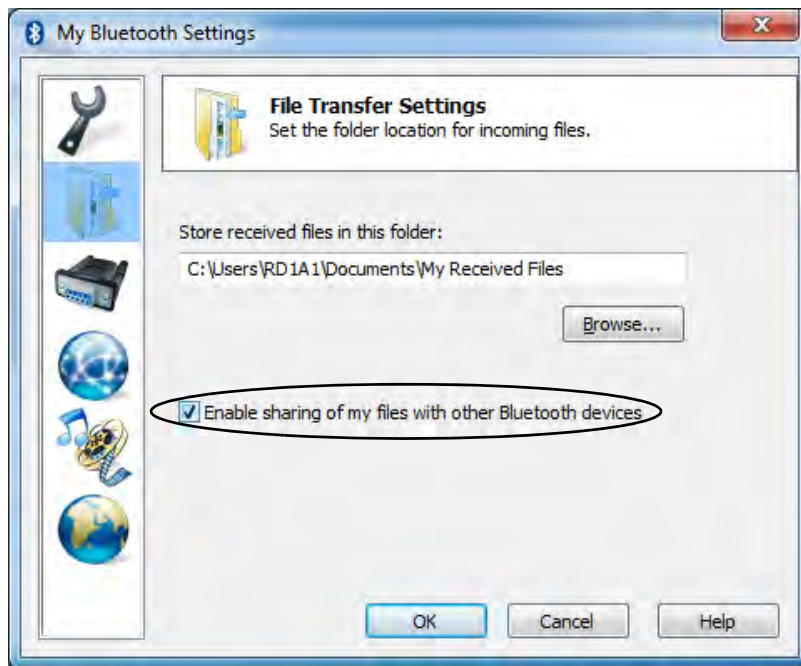 My Bluetooth Settings
File Transfer Settings
Set the folder location for incoming files.
Store received files in this folder:
C:\Users\RD1A1\Documents\My Received Files
Browse...
Enable sharing of my files with other Bluetooth devices
OK Cancel Help